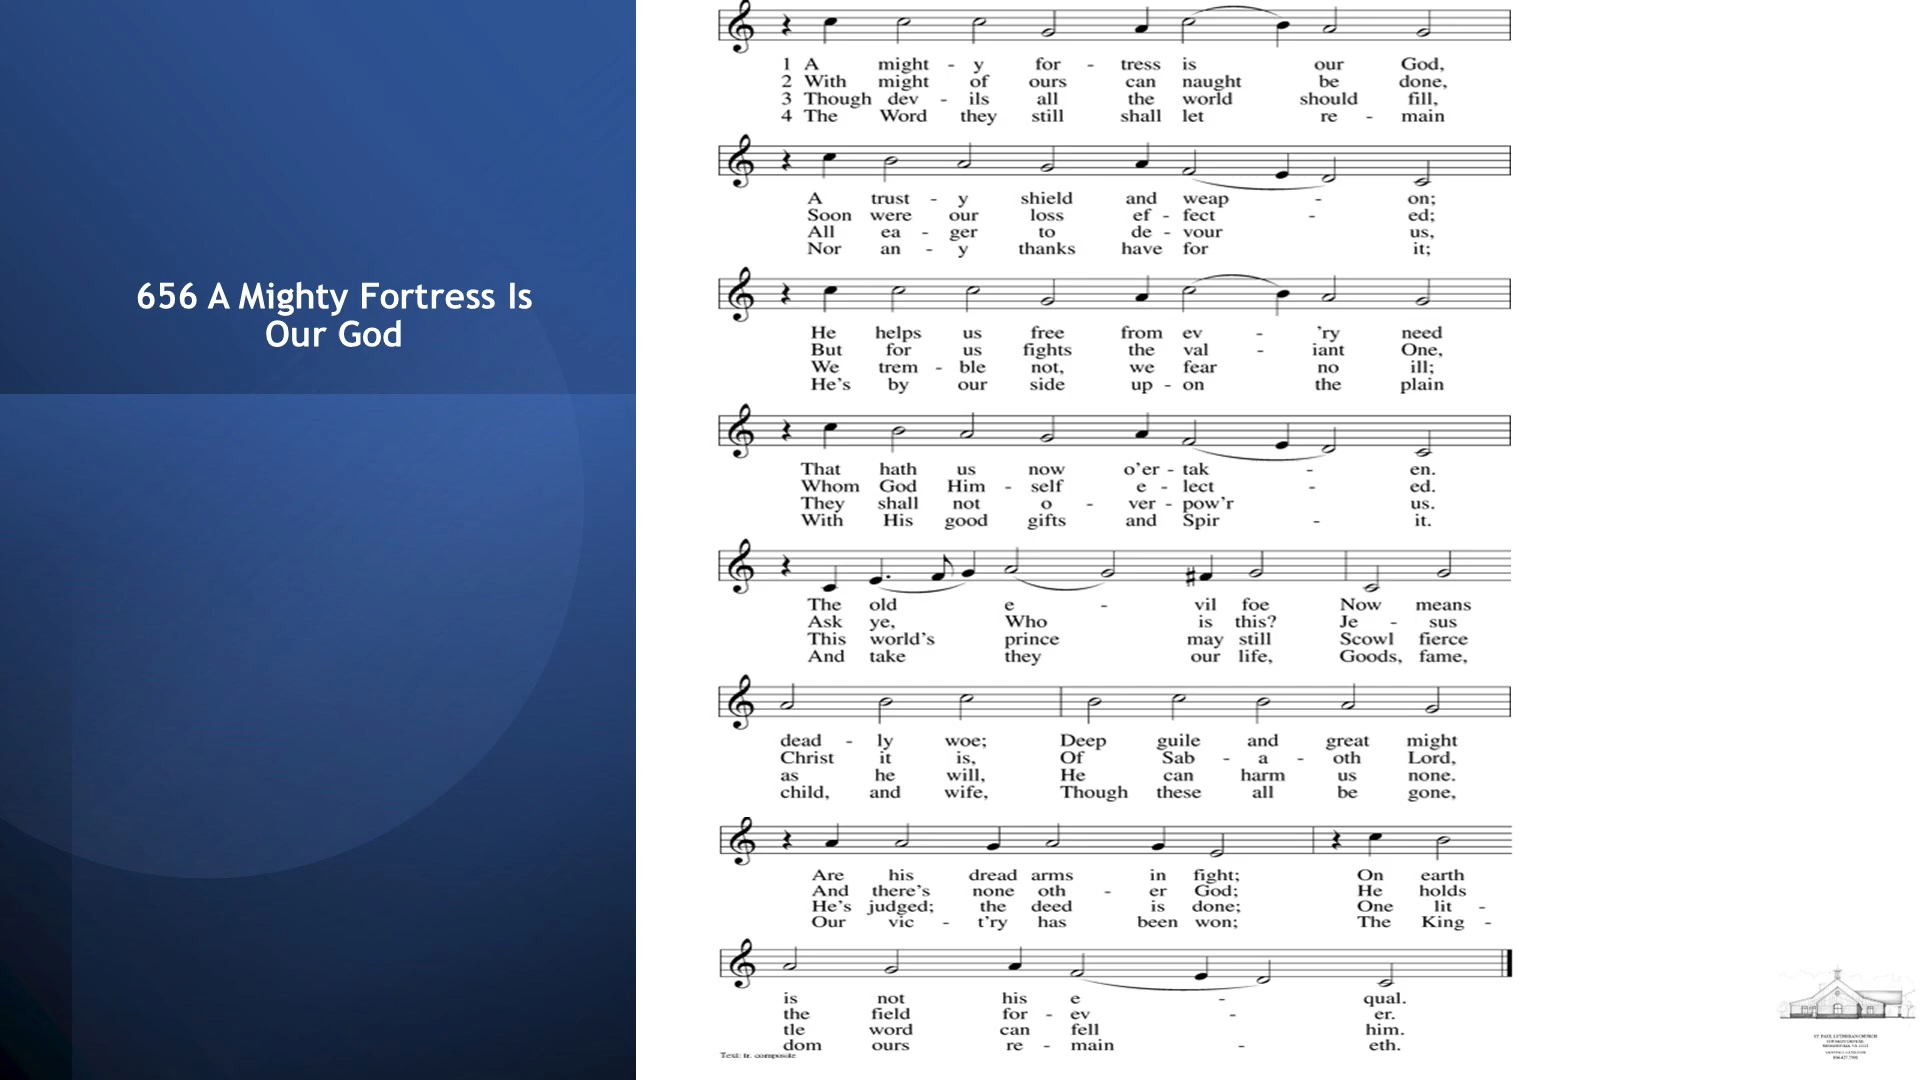 656 A Mighty Fortress Is
Our God
1 A might - y for - tress is our God,
2 With might of ours can naught be done,
3 Though dev - ils all the world should fill,
4 The Word they still shall let re - main
A trust - y shield and weap - on;
Soon were our loss ef - fect - ed;
All ea - ger to de - vour us,
Nor an - y thanks have for it;
He helps us free from ev - 'ry need
But for us fights the val - iant One,
We trem - ble not, we fear no ill;
He's by our side up - on the plain
That hath us now o'er - tak - en.
Whom God Him - self e - lect - ed.
They shall not o - ver - pow'r us.
With His good gifts and Spir - it.
The old e - vil foe Now means
Ask ye, Who is this? Je - sus
This world's prince may still Scowl fierce
And take they our life, Goods, fame,
dead - ly woe; Deep guile and great might
Christ it is, Of Sab - a - oth Lord,
as he will, He can harm us none.
child, and wife, Though these all be gone,
Are his dread arms in fight; On earth
And there's none oth - er God; He holds
He's judged; the deed is done; One lit -
Our vic - t'ry has been won; The King -
is not his e - qual.
the field for - ev - er.
tle word can fell him.
dom ours re - main - eth.
Text: tr. composite
ST. PAUL LUTHERAN CHURCH